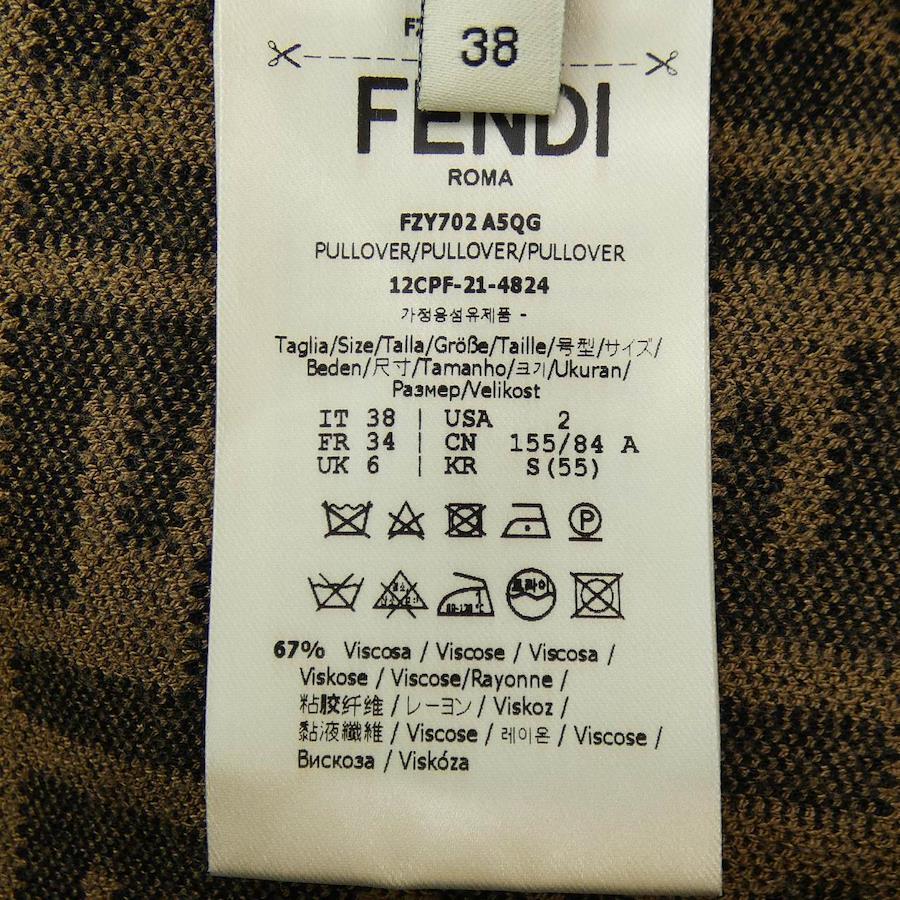 38
FENDI
ROMA
FZY702 A5QG
PULLOVER/PULLOVER/PULLOVER
12CPF-21-4824
가정용섬유제품 -
Taglia/Size/Talla/Größe/Taille/号型/サイズ/
Beden/尺寸/Tamanho/크기/Ukuran/
Размер/Velikost
IT 38 | USA 2
FR 34 | CN 155/84 A
UK 6 | KR S(55)
P
드라이
67% Viscosa / Viscose / Viscosa /
Viskose / Viscose/Rayonne /
粘胶纤维 / レーヨン / Viskoz /
黏液纖維 / Viscose / 레이온 / Viscose /
Вискоза / Viskóza